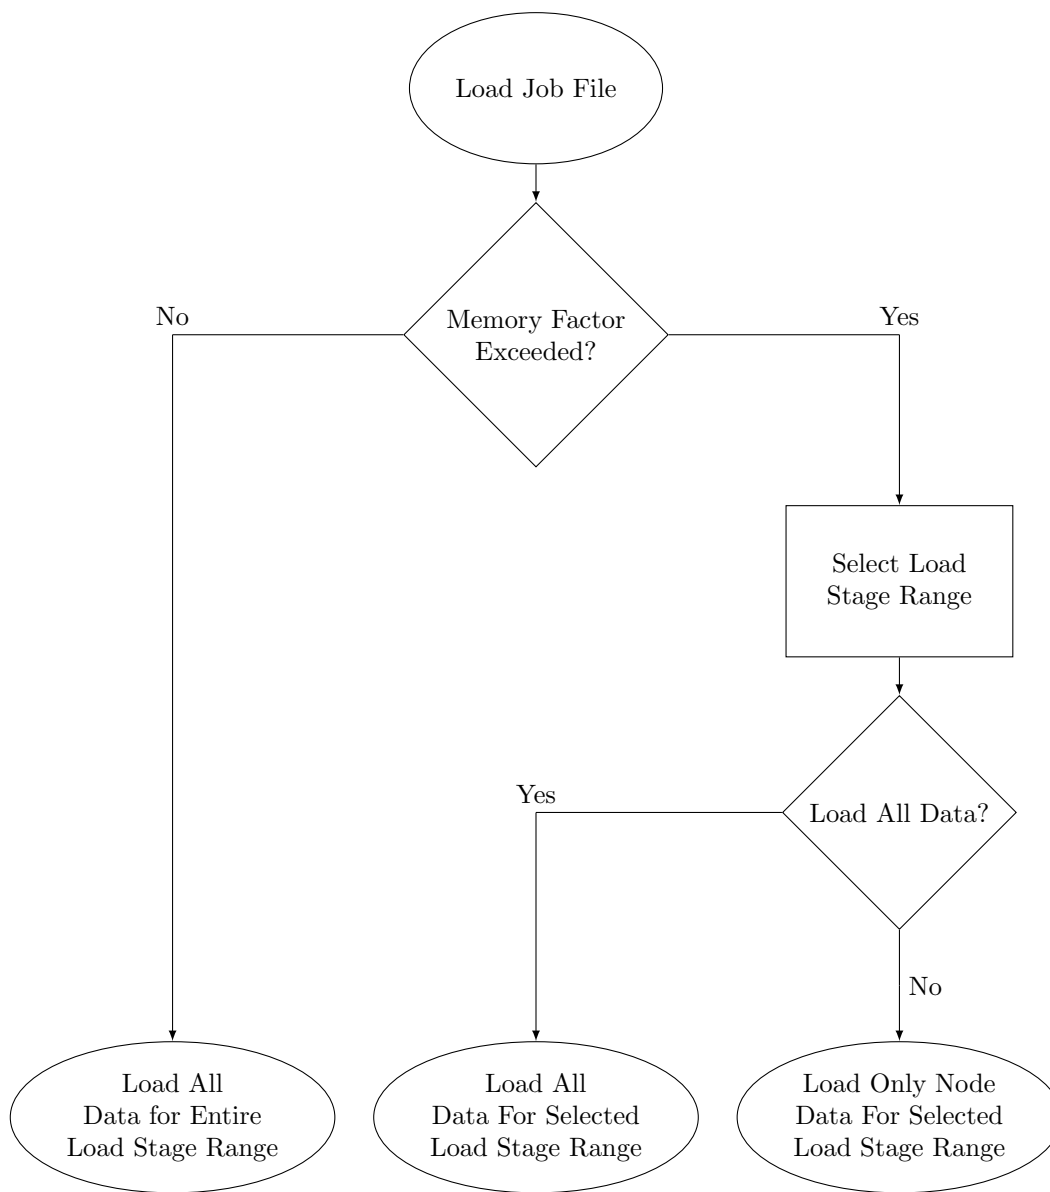 Load Job File
No
Yes
Memory Factor
Exceeded?
Select Load
Stage Range
Yes
Load All Data?
No
Load All
Data for Entire
Load Stage Range
Load All
Data For Selected
Load Stage Range
Load Only Node
Data For Selected
Load Stage Range